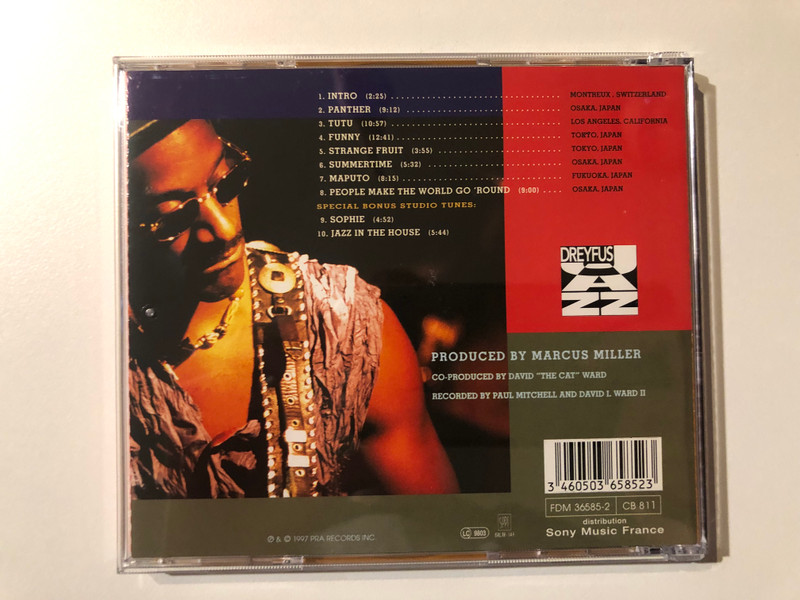 1. INTRO (2:25) MONTREUX, SWITZERLAND
2. PANTHER (9:12) OSAKA, JAPAN
3. TUTU (10:57) LOS ANGELES, CALIFORNIA
4. FUNNY (12:41) TOKYO, JAPAN
5. STRANGE FRUIT (3:55) TOKYO, JAPAN
6. SUMMERTIME (5:32) OSAKA, JAPAN
7. MAPUTO (8:15) FUKUOKA, JAPAN
8. PEOPLE MAKE THE WORLD GO 'ROUND (9:00) OSAKA, JAPAN
SPECIAL BONUS STUDIO TUNES:
9. SOPHIE (4:52)
10. JAZZ IN THE HOUSE (5:44)
DREYFUS
JAZZ
PRODUCED BY MARCUS MILLER
CO-PRODUCED BY DAVID "THE CAT" WARD
RECORDED BY PAUL MITCHELL AND DAVID L WARD II
3 460503 658523
FDM 36585-2 CB 811
distribution
Sony Music France
℗ & © 1997 PRA RECORDS INC.
LC 9803